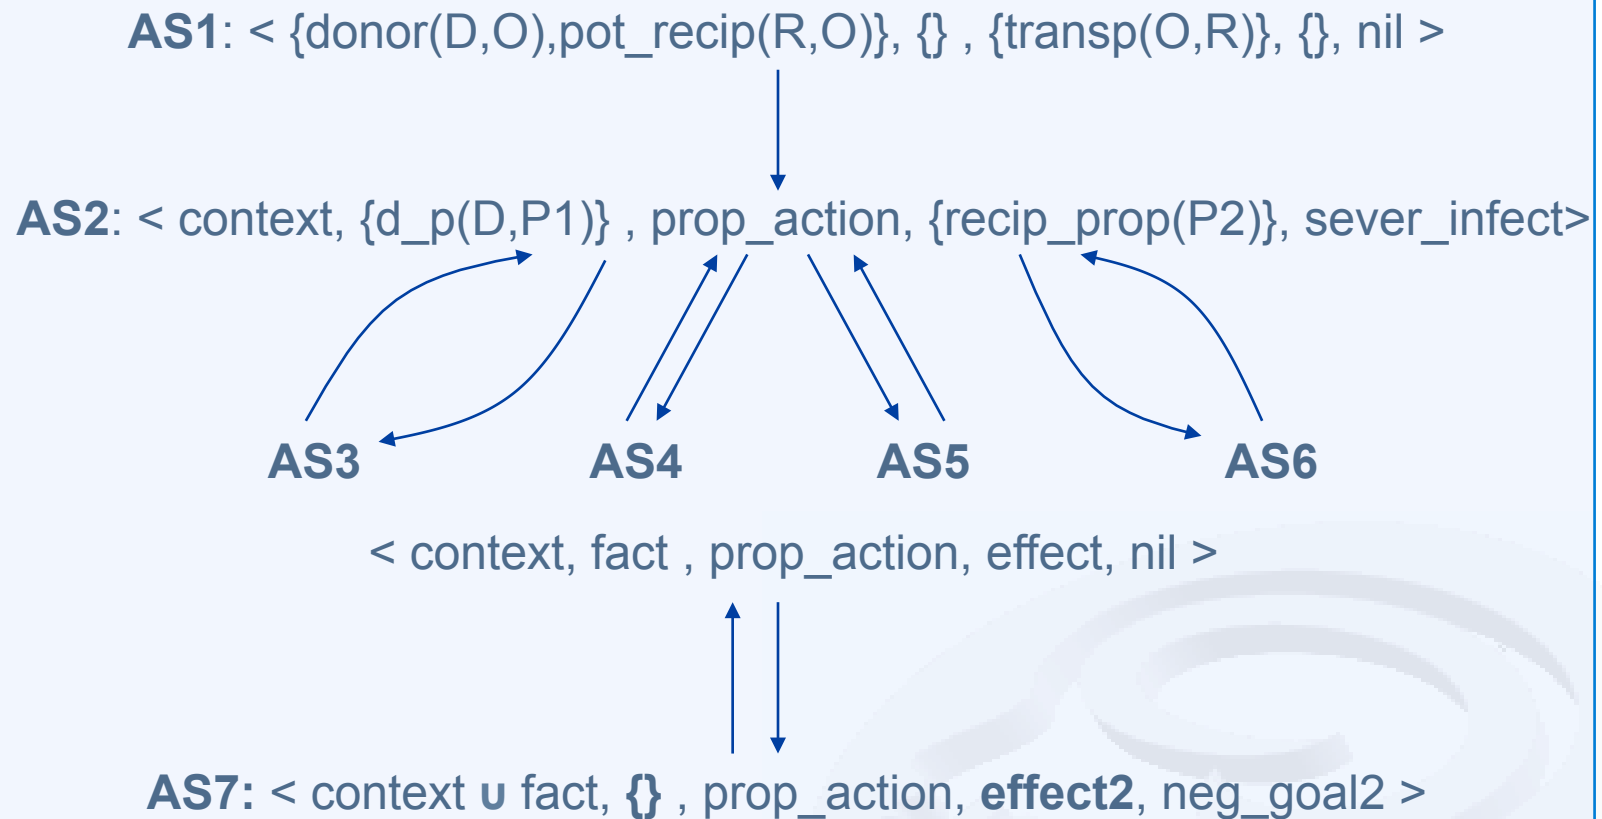 AS1: < {donor(D,O),pot_recip(R,O)}, {} , {transp(O,R)}, {}, nil >
AS2: < context, {d_p(D,P1)} , prop_action, {recip_prop(P2)}, sever_infect>
AS3 AS4 AS5 AS6
< context, fact , prop_action, effect, nil >
AS7: < context ∪ fact, {} , prop_action, effect2, neg_goal2 >